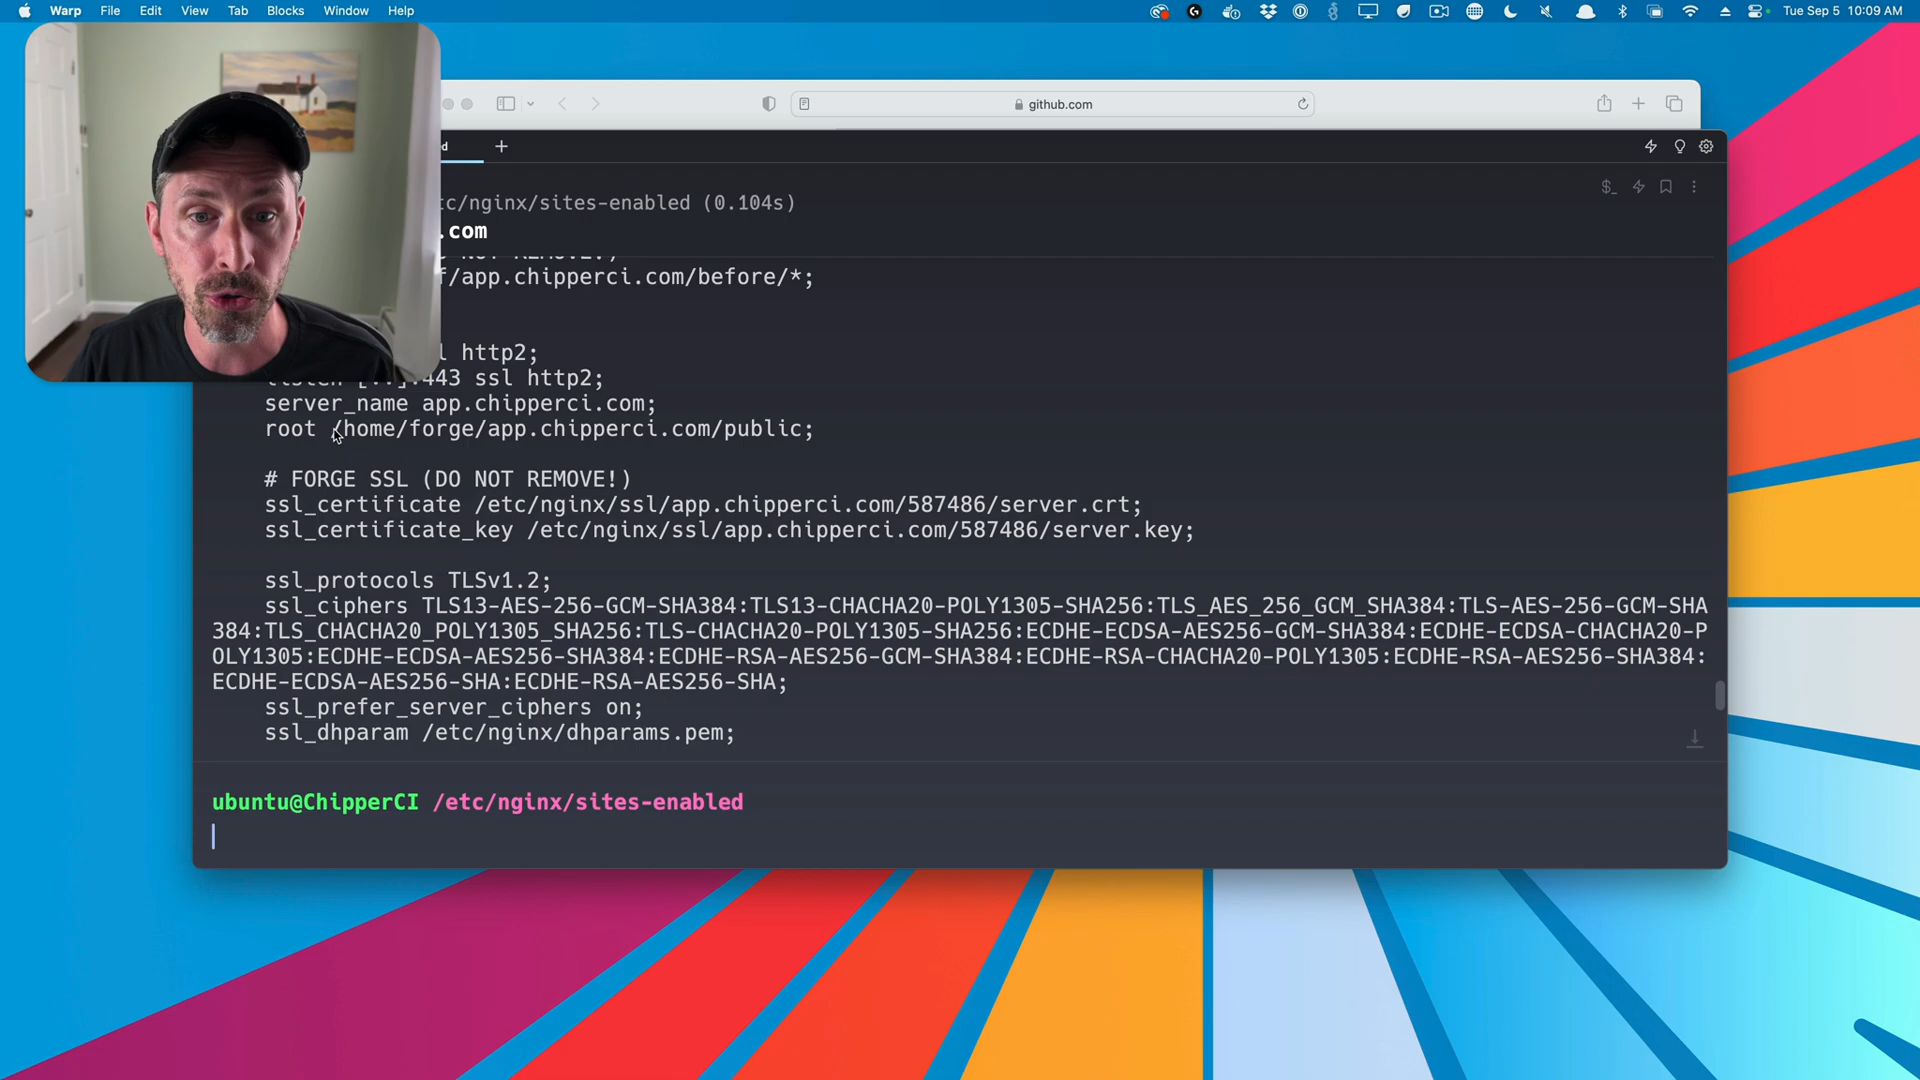 Warp File Edit View Tab Blocks Window Help Tue Sep 5 10:09 AM
github.com
tc/nginx/sites-enabled (0.104s)
.com
NOT REMOVE!)
f/app.chipperci.com/before/*;
l http2;
listen [::]:443 ssl http2;
server_name app.chipperci.com;
root /home/forge/app.chipperci.com/public;
# FORGE SSL (DO NOT REMOVE!)
ssl_certificate /etc/nginx/ssl/app.chipperci.com/587486/server.crt;
ssl_certificate_key /etc/nginx/ssl/app.chipperci.com/587486/server.key;
ssl_protocols TLSv1.2;
ssl_ciphers TLS13-AES-256-GCM-SHA384:TLS13-CHACHA20-POLY1305-SHA256:TLS_AES_256_GCM_SHA384:TLS-AES-256-GCM-SHA
384:TLS_CHACHA20_POLY1305_SHA256:TLS-CHACHA20-POLY1305-SHA256:ECDHE-ECDSA-AES256-GCM-SHA384:ECDHE-ECDSA-CHACHA20-P
OLY1305:ECDHE-ECDSA-AES256-SHA384:ECDHE-RSA-AES256-GCM-SHA384:ECDHE-RSA-CHACHA20-POLY1305:ECDHE-RSA-AES256-SHA384:
ECDHE-ECDSA-AES256-SHA:ECDHE-RSA-AES256-SHA;
ssl_prefer_server_ciphers on;
ssl_dhparam /etc/nginx/dhparams.pem;
ubuntu@ChipperCI /etc/nginx/sites-enabled